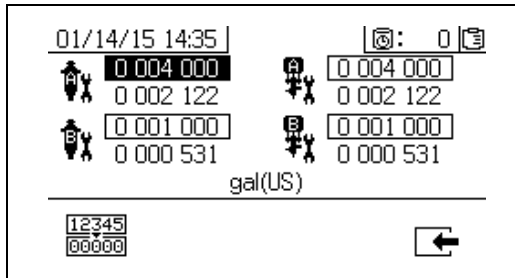 01/14/15 14:35 : 0
A 0 004 000 A 0 004 000
0 002 122 0 002 122
B 0 001 000 B 0 001 000
0 000 531 0 000 531
gal(US)
12345
00000